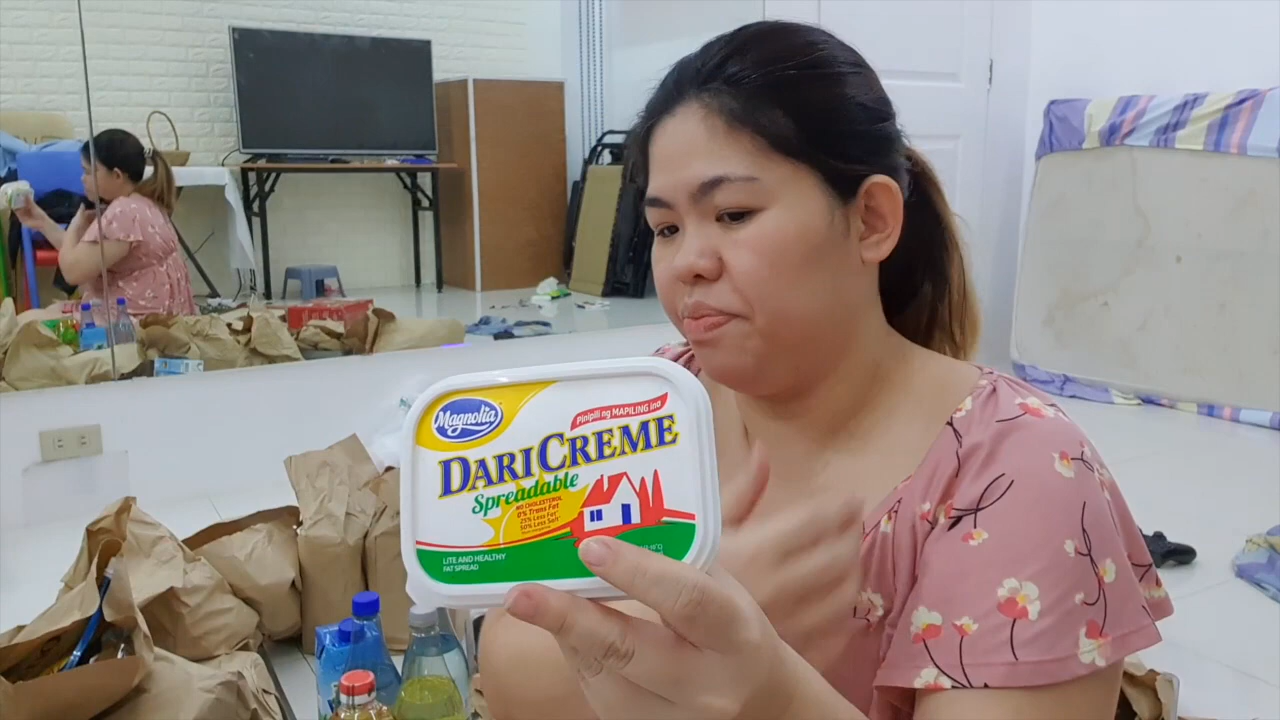 Magnolia
Pinipili ng MAPILING ina
DARI CREME
Spreadable
NO CHOLESTEROL
0% Trans Fat
25% Less Fat
50% Less Salt
LITE AND HEALTHY
FAT SPREAD